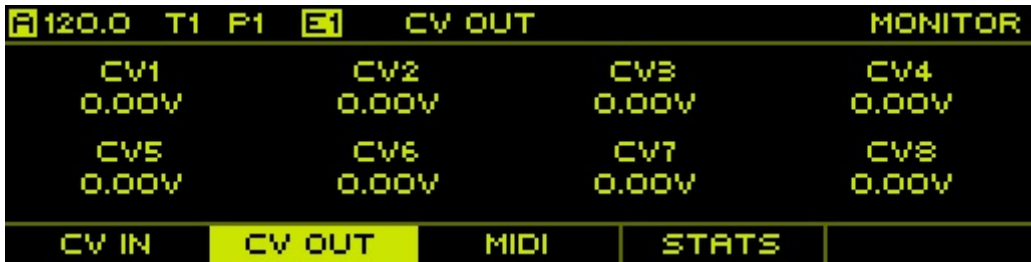 A 120.0 T1 P1 E1 CV OUT MONITOR
CV1 CV2 CV3 CV4
0.00V 0.00V 0.00V 0.00V
CV5 CV6 CV7 CV8
0.00V 0.00V 0.00V 0.00V
CV IN CV OUT MIDI STATS